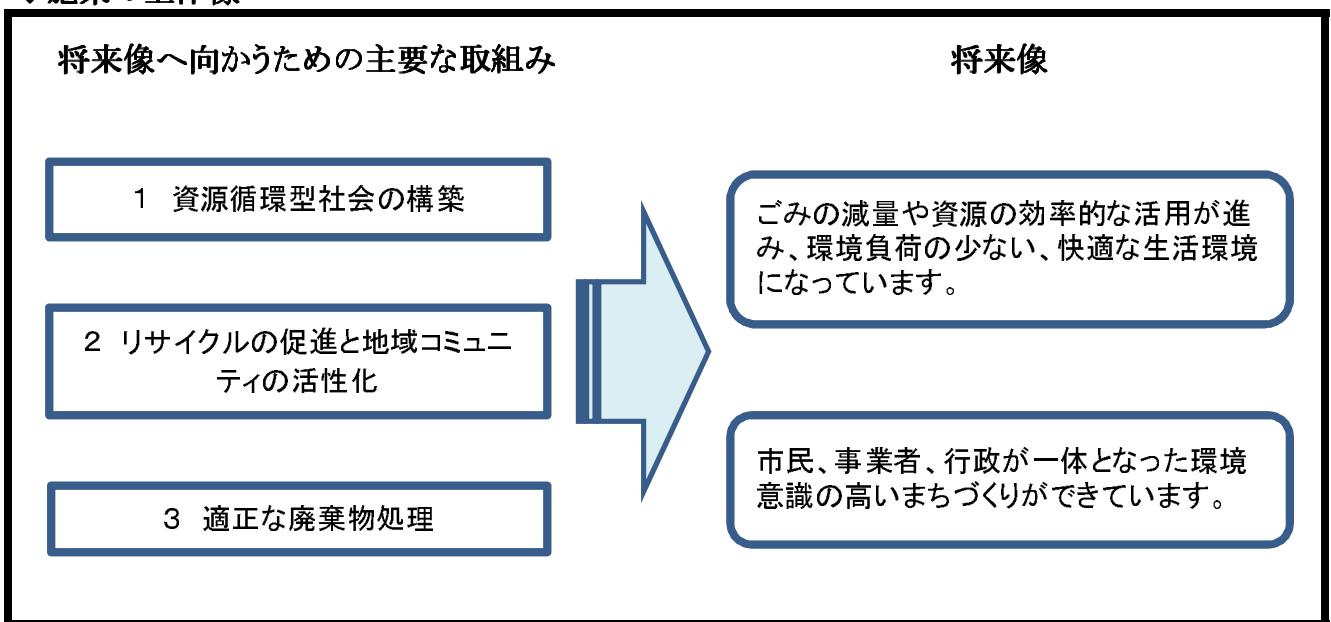 将来像へ向かうための主要な取組み
将来像
1 資源循環型社会の構築
2 リサイクルの促進と地域コミュニ
ティの活性化
3 適正な廃棄物処理
ごみの減量や資源の効率的な活用が進
み、環境負荷の少ない、快適な生活環境
になっています。
市民、事業者、行政が一体となった環境
意識の高いまちづくりができています。